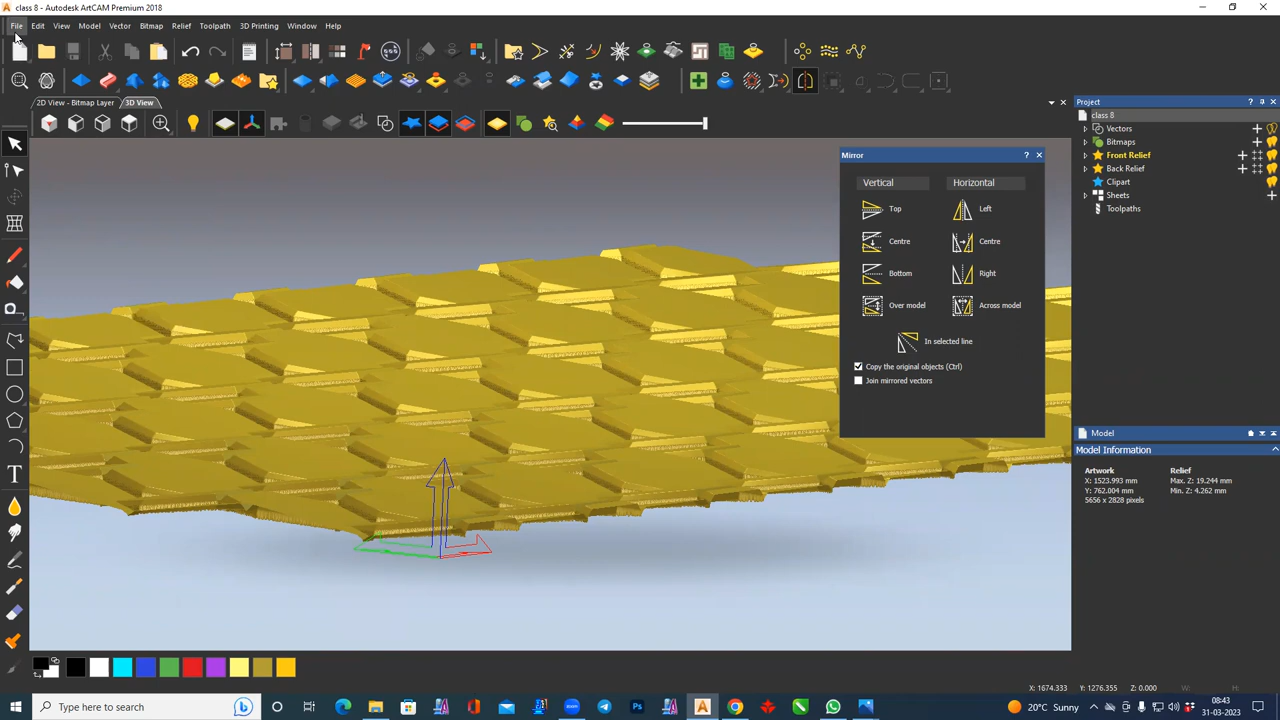 class 8 - Autodesk ArtCAM Premium 2018
File Edit View Model Vector Bitmap Relief Toolpath 3D Printing Window Help
2D View - Bitmap Layer 3D View
Project
class 8
Vectors
Bitmaps
Front Relief
Back Relief
Clipart
Sheets
Toolpaths
Mirror ?
Vertical Horizontal
Top Left
Centre Centre
Bottom Right
Over model Across model
In selected line
Copy the original objects (Ctrl)
Join mirrored vectors
Model
Model Information
Artwork Relief
X: 1523.993 mm Max. Z: 19.244 mm
Y: 762.004 mm Min. Z: 4.262 mm
5656 x 2828 pixels
X: 1674.333 Y: 1276.355 Z: 0.000 W: H:
Type here to search
20°C Sunny
08:43
31-03-2023